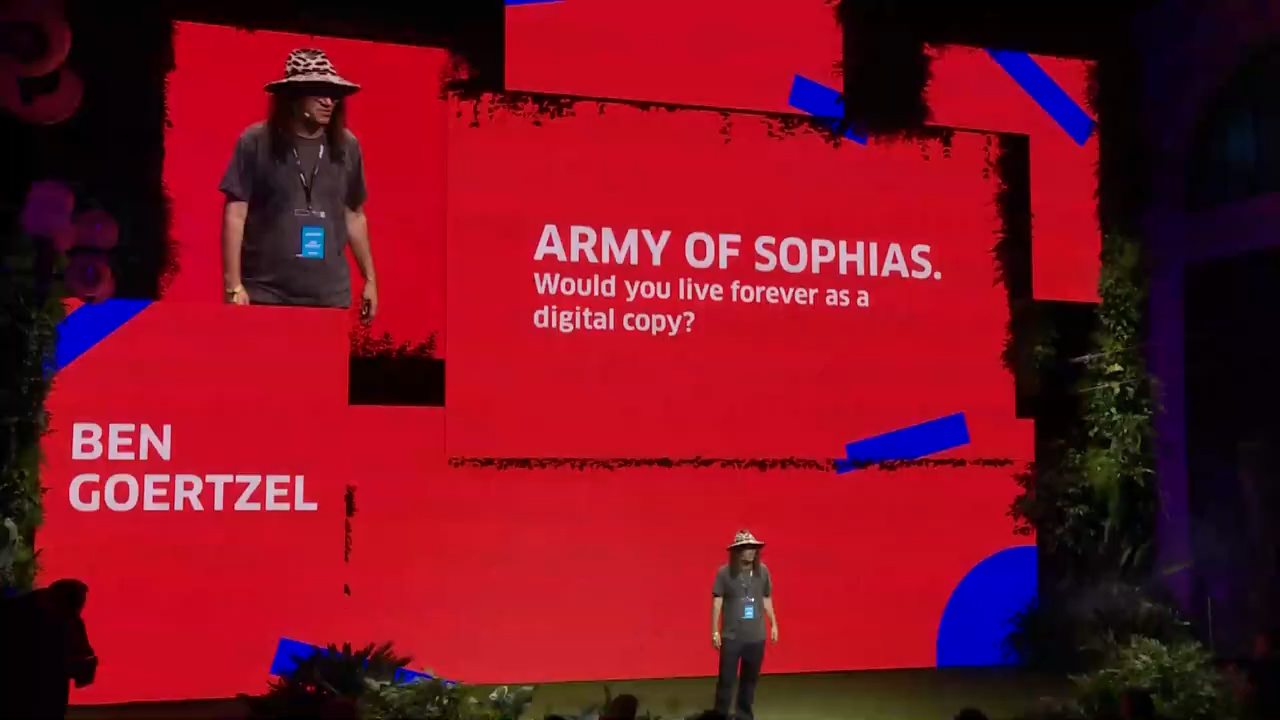 ARMY OF SOPHIAS.
Would you live forever as a
digital copy?
BEN
GOERTZEL